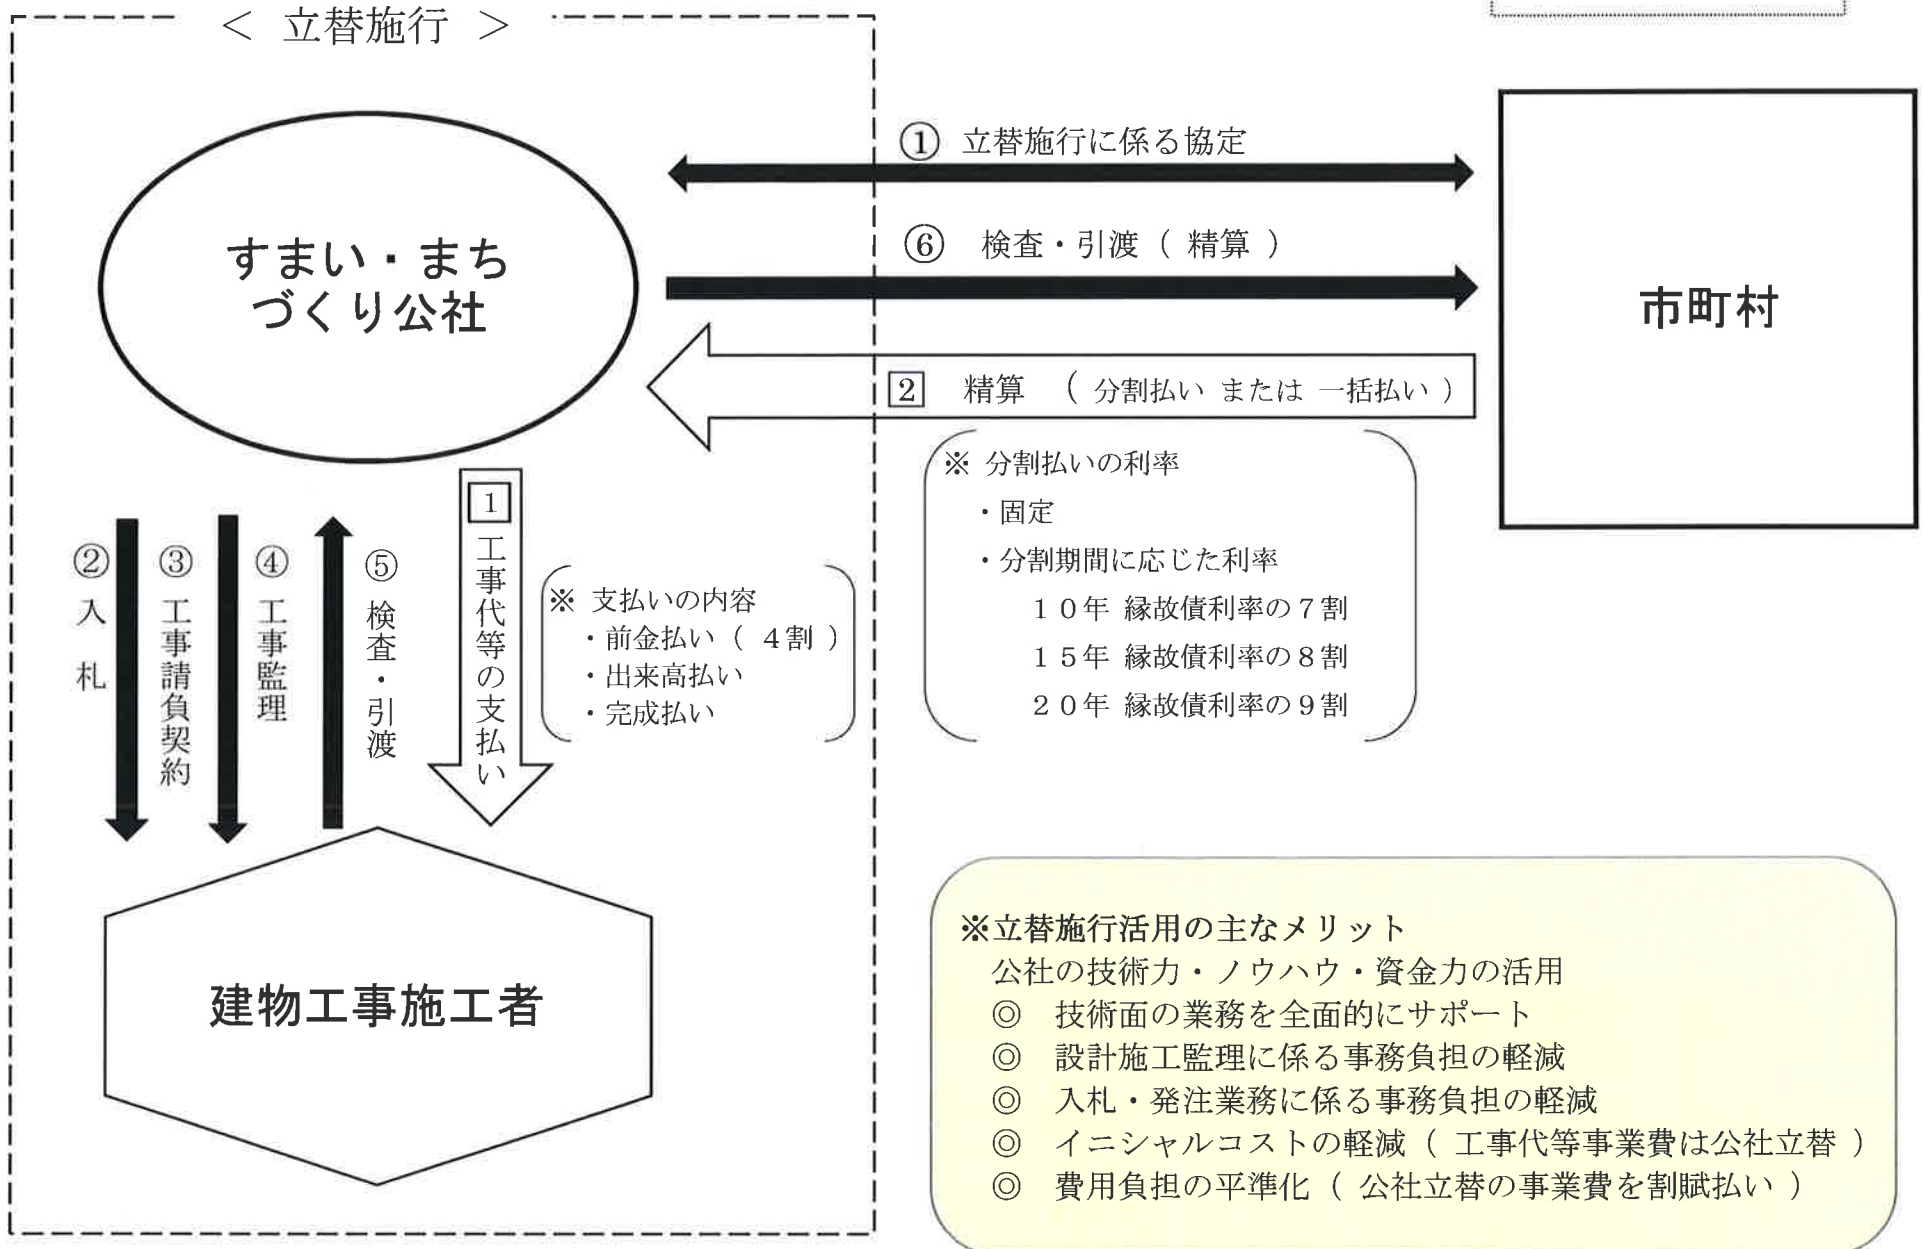 ＜ 立替施行 ＞
すまい・まち
づくり公社
① 立替施行に係る協定
⑥ 検査・引渡（ 精算 ）
2 精算 （ 分割払い または 一括払い ）
市町村
※ 分割払いの利率
・固定
・分割期間に応じた利率
１０年 縁故債利率の７割
１５年 縁故債利率の８割
２０年 縁故債利率の９割
②入札
③工事請負契約
④工事監理
⑤検査・引渡
1 工事代等の支払い
※ 支払いの内容
・前金払い（ ４割 ）
・出来高払い
・完成払い
建物工事施工者
※立替施行活用の主なメリット
公社の技術力・ノウハウ・資金力の活用
◎ 技術面の業務を全面的にサポート
◎ 設計施工監理に係る事務負担の軽減
◎ 入札・発注業務に係る事務負担の軽減
◎ イニシャルコストの軽減（ 工事代等事業費は公社立替 ）
◎ 費用負担の平準化（ 公社立替の事業費を割賦払い ）